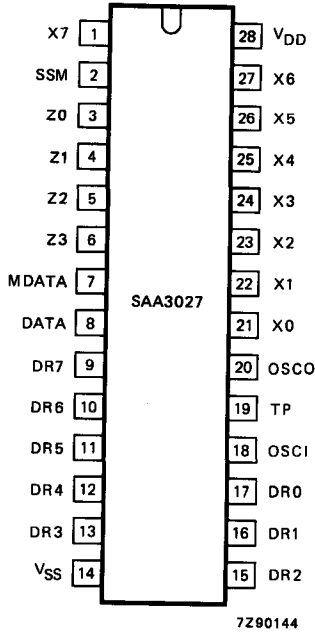 X7 1 28 VDD
SSM 2 27 X6
Z0 3 26 X5
Z1 4 25 X4
Z2 5 24 X3
Z3 6 23 X2
MDATA 7 22 X1
SAA3027
DATA 8 21 X0
DR7 9 20 OSCO
DR6 10 19 TP
DR5 11 18 OSCI
DR4 12 17 DR0
DR3 13 16 DR1
VSS 14 15 DR2
7Z90144